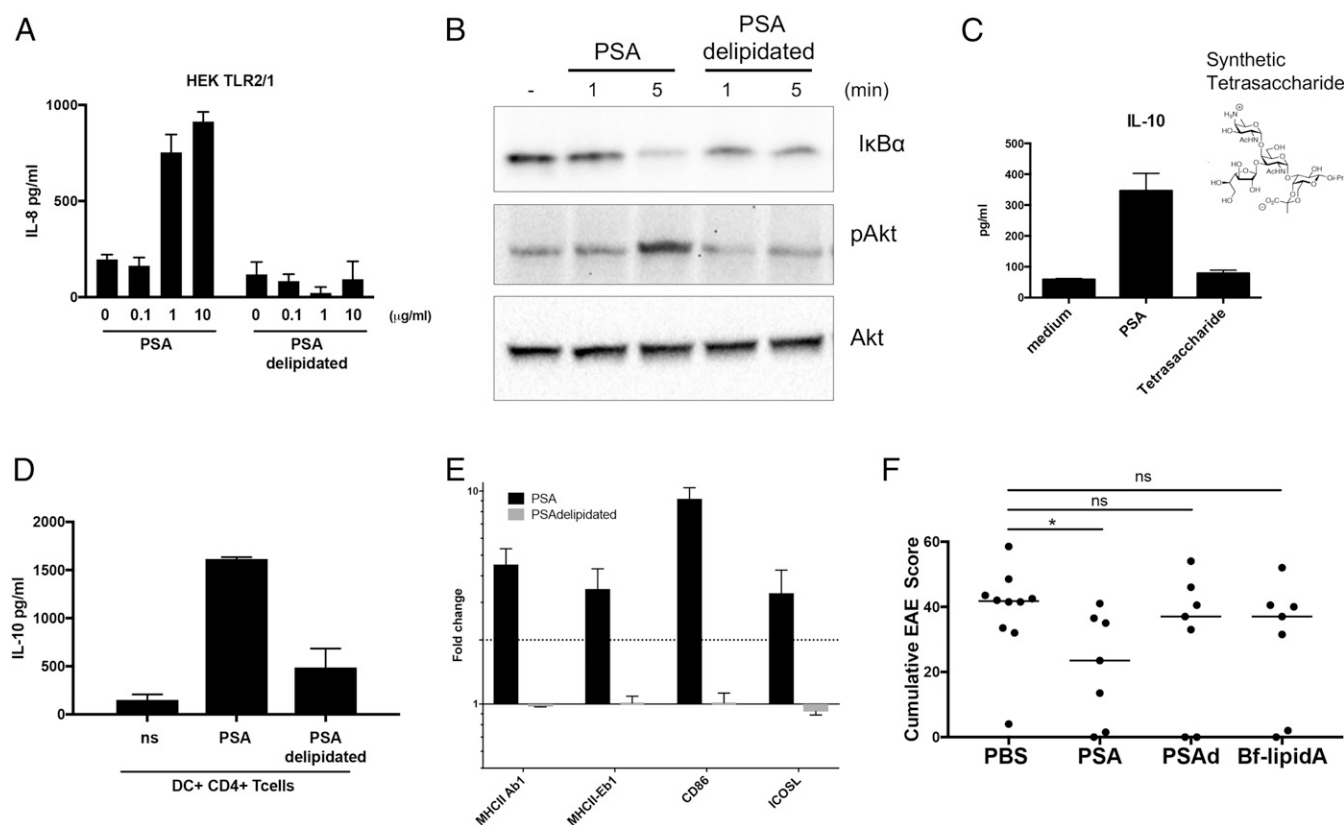 A
HEK TLR2/1
1000
500
0
IL-8 pg/ml
0 0.1 1 10 0 0.1 1 10 (µg/ml)
PSA
PSA
delipidated
B
PSA
PSA
delipidated
- 1 5 1 5 (min)
IκBα
pAkt
Akt
C
Synthetic
Tetrasaccharide
IL-10
500
400
300
200
100
0
pg/ml
medium
PSA
Tetrasaccharide
D
2000
1500
1000
500
0
IL-10 pg/ml
ns PSA PSA
delipidated
DC+ CD4+ Tcells
E
PSA
PSAdelipidated
10
1
Fold change
MHCII Ab1
MHCII-Eb1
CD86
ICOSL
F
ns
ns
*
60
40
20
0
Cumulative EAE Score
PBS PSA PSAd Bf-lipidA